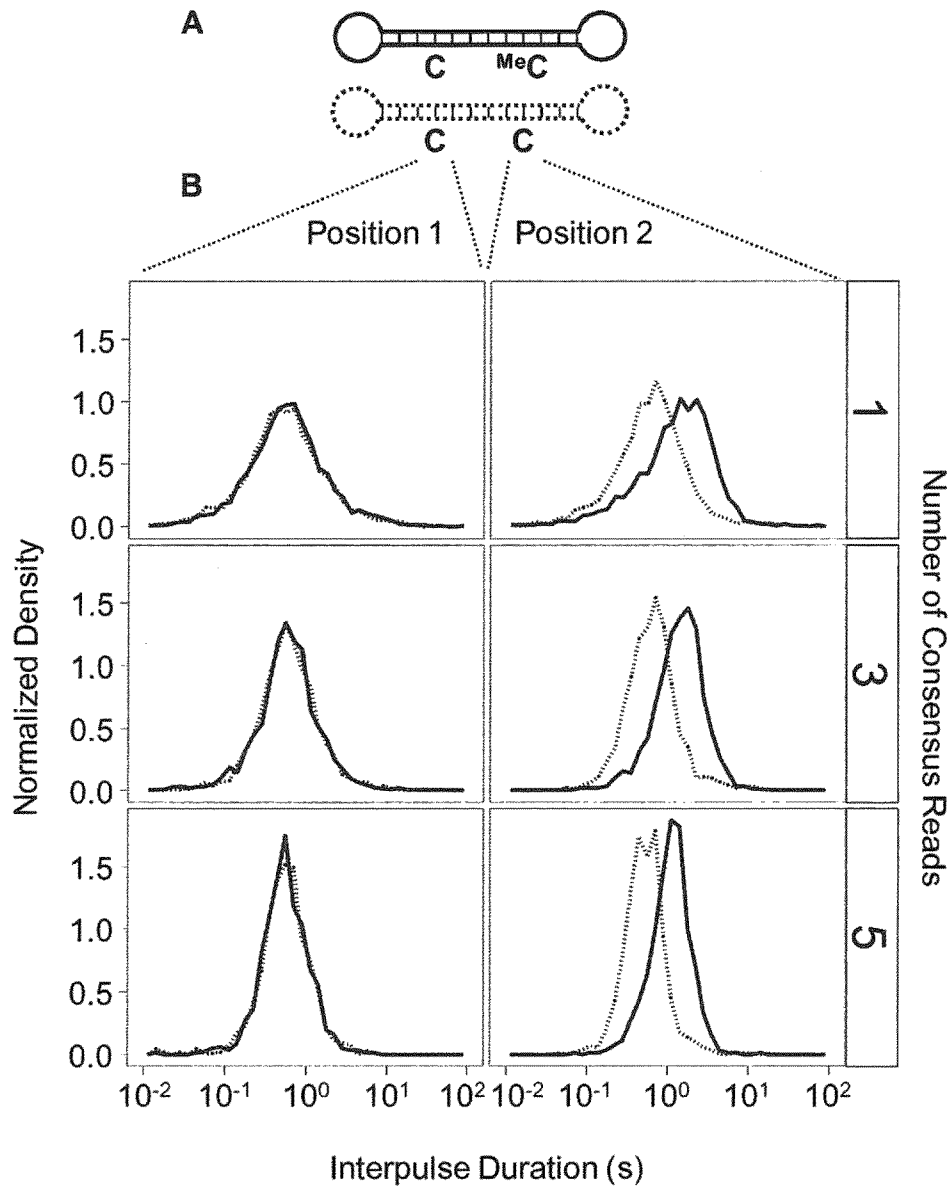 A
C MeC
C C
B
Position 1 Position 2
1.5
1.0
0.5
0.0
1
1.5
1.0
0.5
0.0
3
1.5
1.0
0.5
0.0
5
Normalized Density
Number of Consensus Reads
10⁻² 10⁻¹ 10⁰ 10¹ 10² 10⁻² 10⁻¹ 10⁰ 10¹ 10²
Interpulse Duration (s)